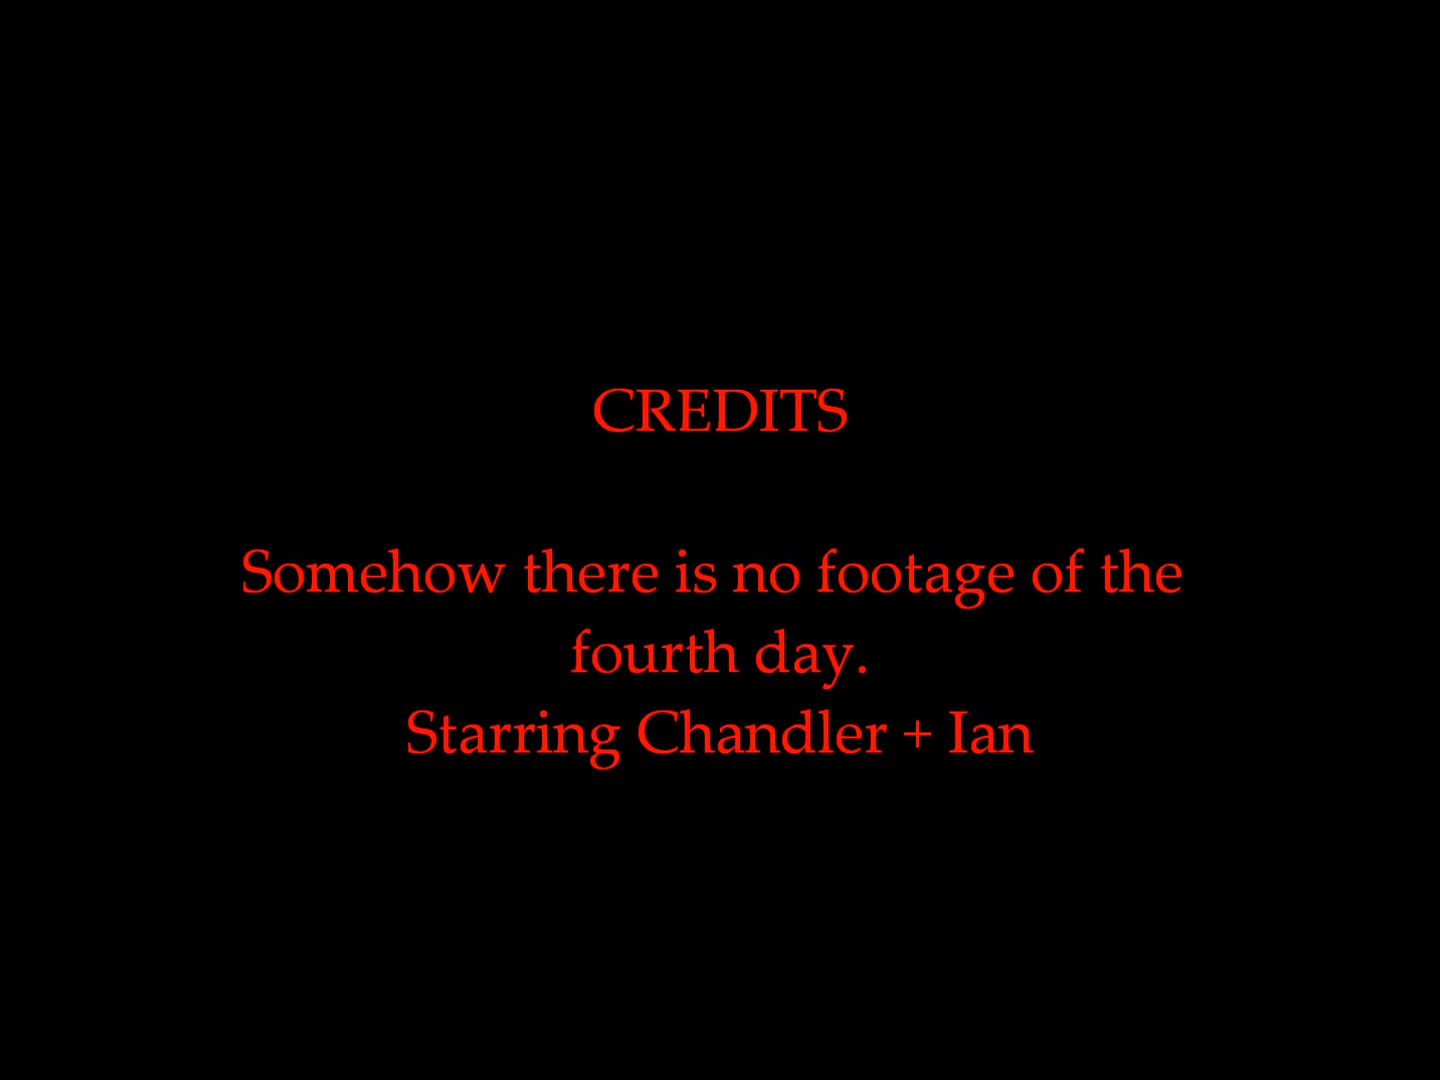 CREDITS
Somehow there is no footage of the
fourth day.
Starring Chandler + Ian